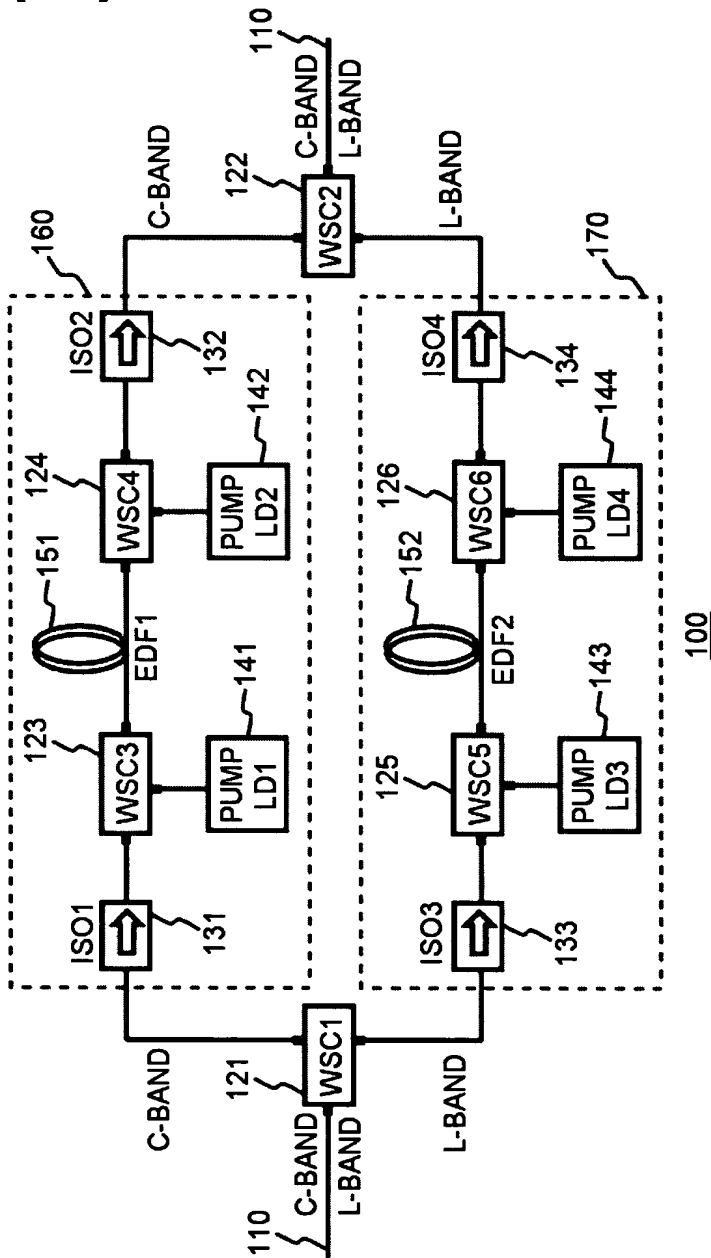 160
ISO1
131
123
WSC3
PUMP
LD1
141
151
EDF1
124
WSC4
PUMP
LD2
142
ISO2
132
C-BAND
C-BAND
110
C-BAND
L-BAND
121
WSC1
122
WSC2
C-BAND
L-BAND
110
L-BAND
L-BAND
170
ISO3
133
125
WSC5
PUMP
LD3
143
152
EDF2
126
WSC6
PUMP
LD4
144
ISO4
134
100